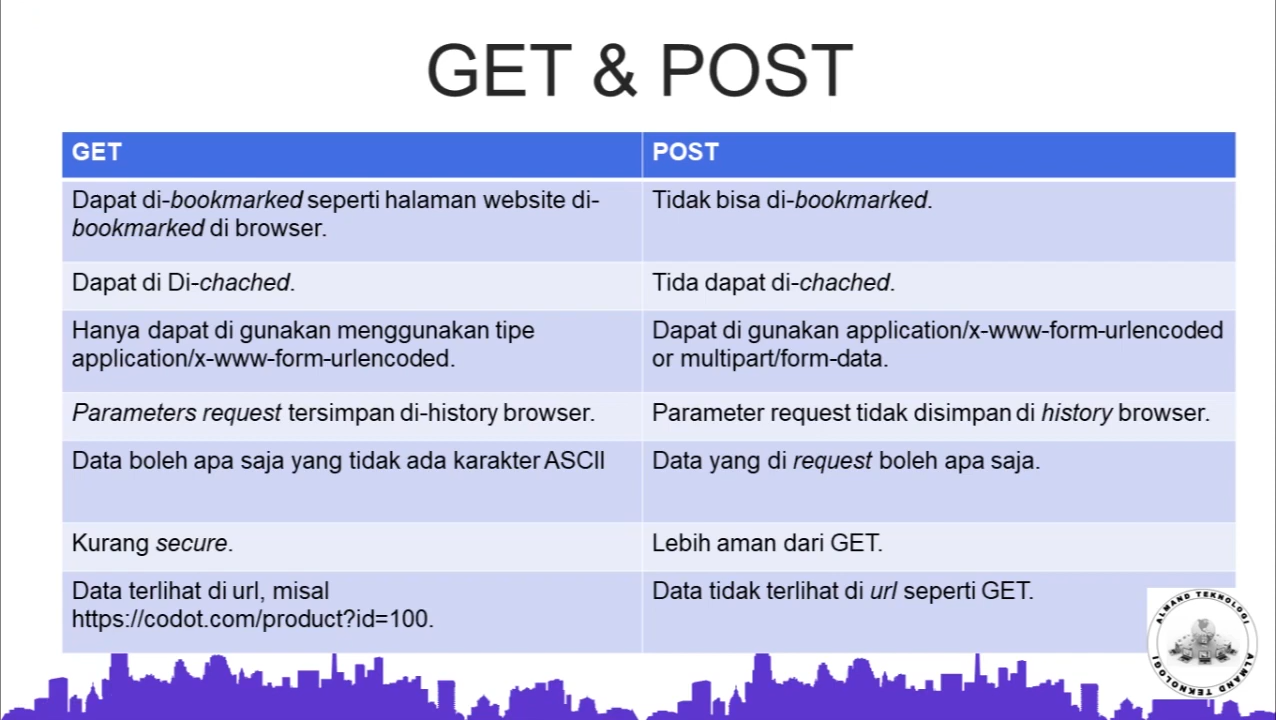 GET & POST
GET
POST
Dapat di-bookmarked seperti halaman website di-
bookmarked di browser.
Tidak bisa di-bookmarked.
Dapat di Di-chached.
Tida dapat di-chached.
Hanya dapat di gunakan menggunakan tipe
application/x-www-form-urlencoded.
Dapat di gunakan application/x-www-form-urlencoded
or multipart/form-data.
Parameters request tersimpan di-history browser.
Parameter request tidak disimpan di history browser.
Data boleh apa saja yang tidak ada karakter ASCII
Data yang di request boleh apa saja.
Kurang secure.
Lebih aman dari GET.
Data terlihat di url, misal
https://codot.com/product?id=100.
Data tidak terlihat di url seperti GET.
ALMAND TEKNOLOGI
ALMAND TEKNOLOGI